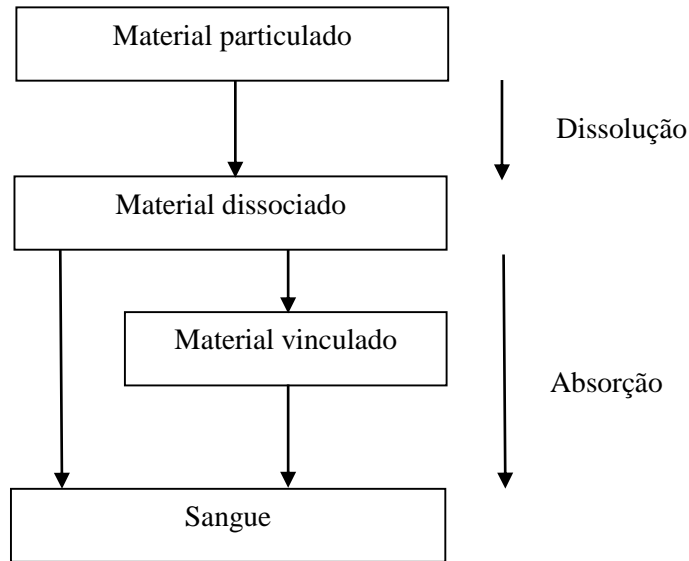 Material particulado
Dissolução
Material dissociado
Material vinculado
Absorção
Sangue